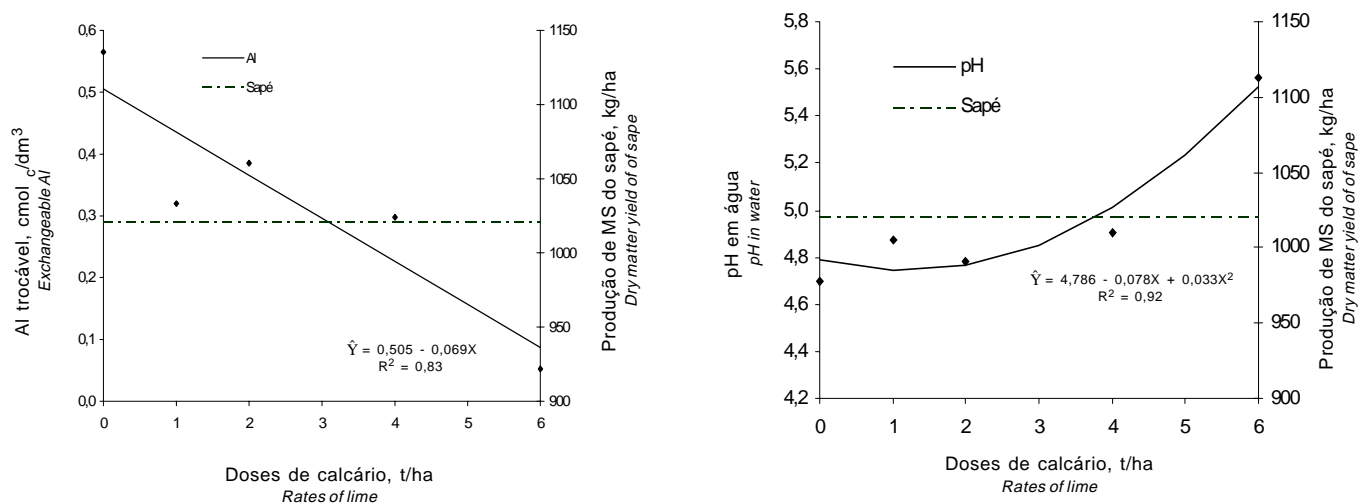 0,6
0,5
0,4
0,3
0,2
0,1
0,0
Al trocável, cmol c/dm³
Exchangeable Al
Al
Sapé
Ŷ = 0,505 - 0,069X
R² = 0,83
1150
1100
1050
1000
950
900
Produção de MS do sapé, kg/ha
Dry matter yield of of sape
0 1 2 3 4 5 6
Doses de calcário, t/ha
Rates of lime
5,8
5,6
5,4
5,2
5,0
4,8
4,6
4,4
4,2
pH em água
pH in water
pH
Sapé
Ŷ = 4,786 - 0,078X + 0,033X²
R² = 0,92
1150
1100
1050
1000
950
900
Produção de MS do sapé, kg/ha
Dry matter yield of of sape
0 1 2 3 4 5 6
Doses de calcário, t/ha
Rates of lime